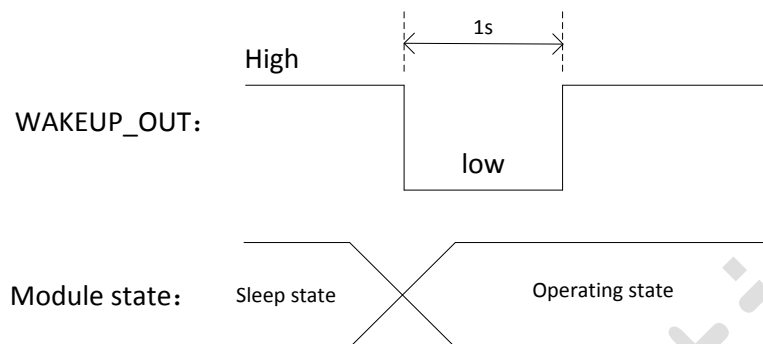 1s
High
WAKEUP_OUT：
low
Module state：
Sleep state
Operating state